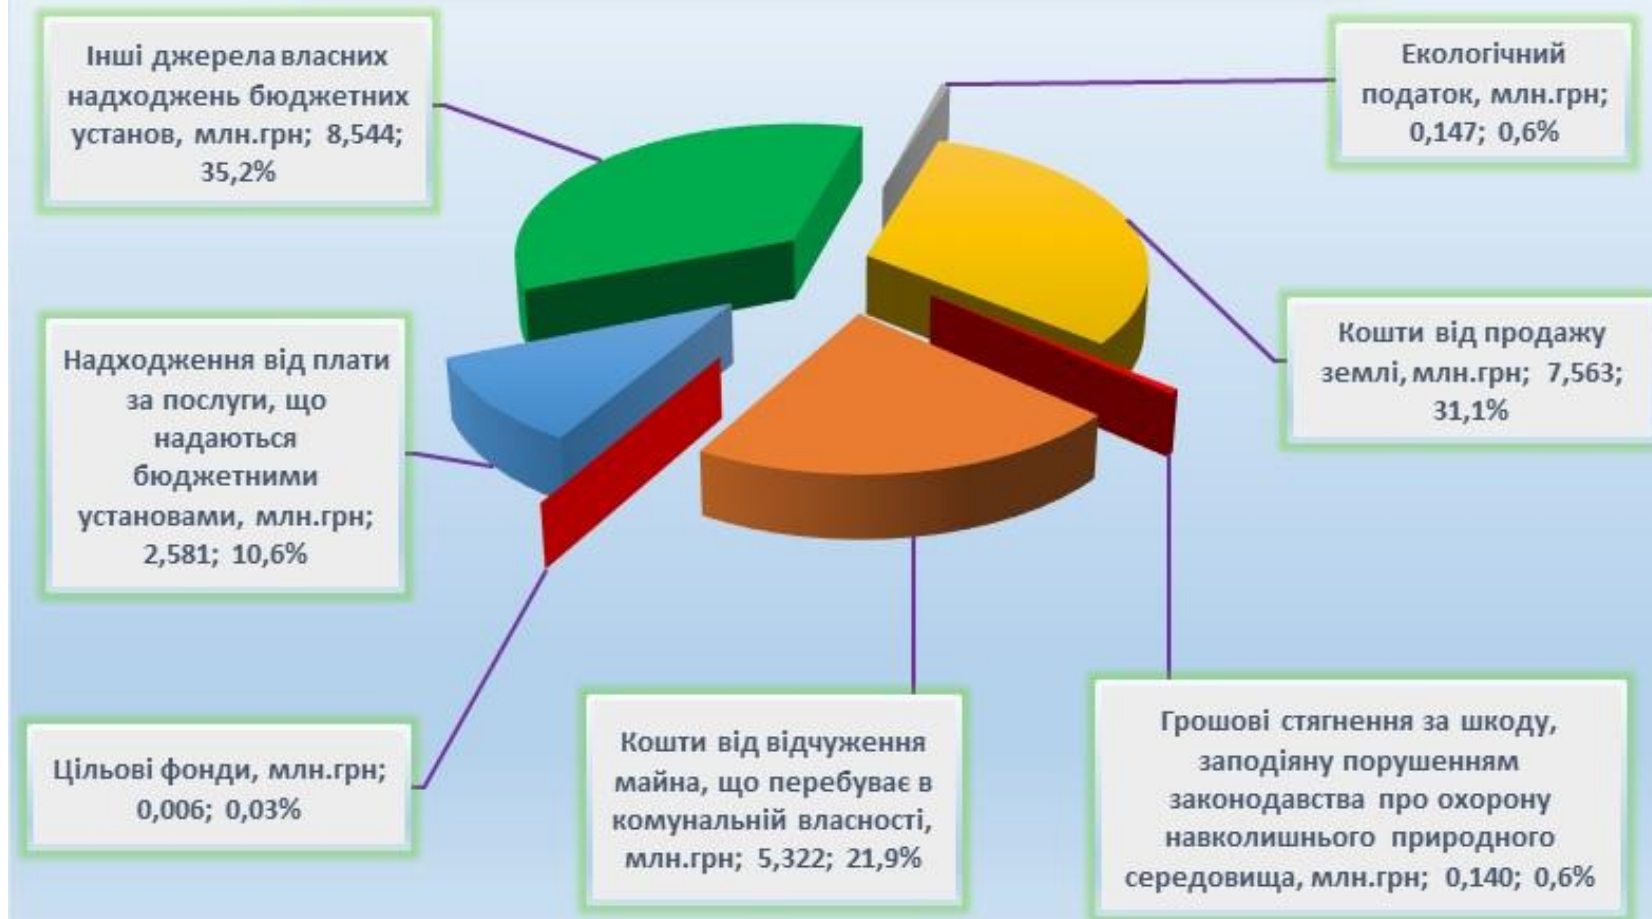 Інші джерела власних
надходжень бюджетних
установ, млн.грн; 8,544;
35,2%
Екологічний
податок, млн.грн;
0,147; 0,6%
Надходження від плати
за послуги, що
надаються
бюджетними
установами, млн.грн;
2,581; 10,6%
Кошти від продажу
землі, млн.грн; 7,563;
31,1%
Цільові фонди, млн.грн;
0,006; 0,03%
Кошти від відчуження
майна, що перебуває в
комунальній власності,
млн.грн; 5,322; 21,9%
Грошові стягнення за шкоду,
заподіяну порушенням
законодавства про охорону
навколишнього природного
середовища, млн.грн; 0,140; 0,6%